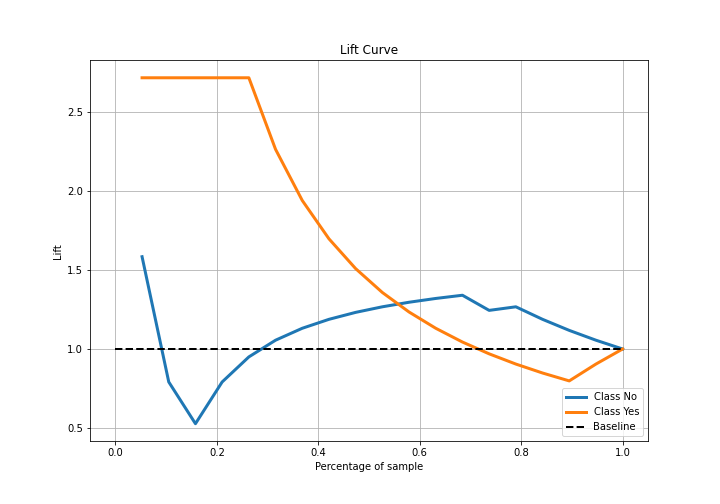 Lift Curve
Lift
2.5
2.0
1.5
1.0
0.5
0.0 0.2 0.4 0.6 0.8 1.0
Percentage of sample
Class No
Class Yes
Baseline